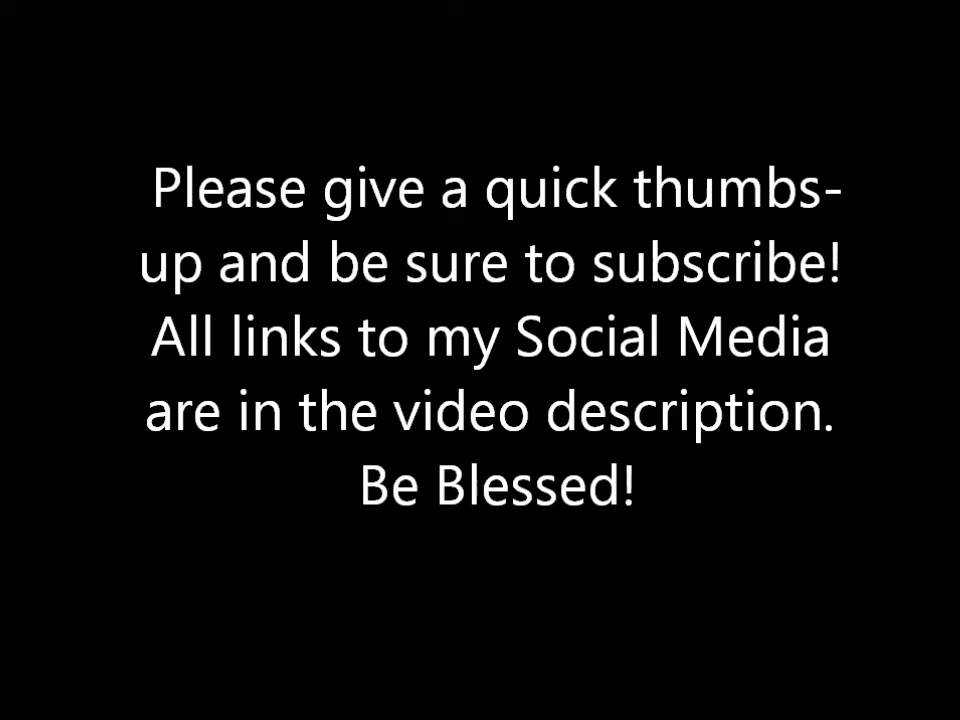 Please give a quick thumbs-
up and be sure to subscribe!
All links to my Social Media
are in the video description.
Be Blessed!